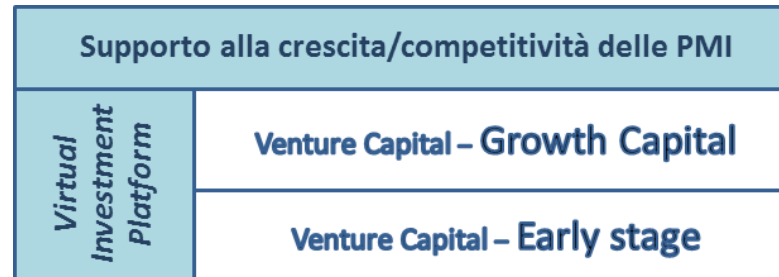 Supporto alla crescita/competitività delle PMI
Virtual
Investment
Platform
Venture Capital – Growth Capital
Venture Capital – Early stage